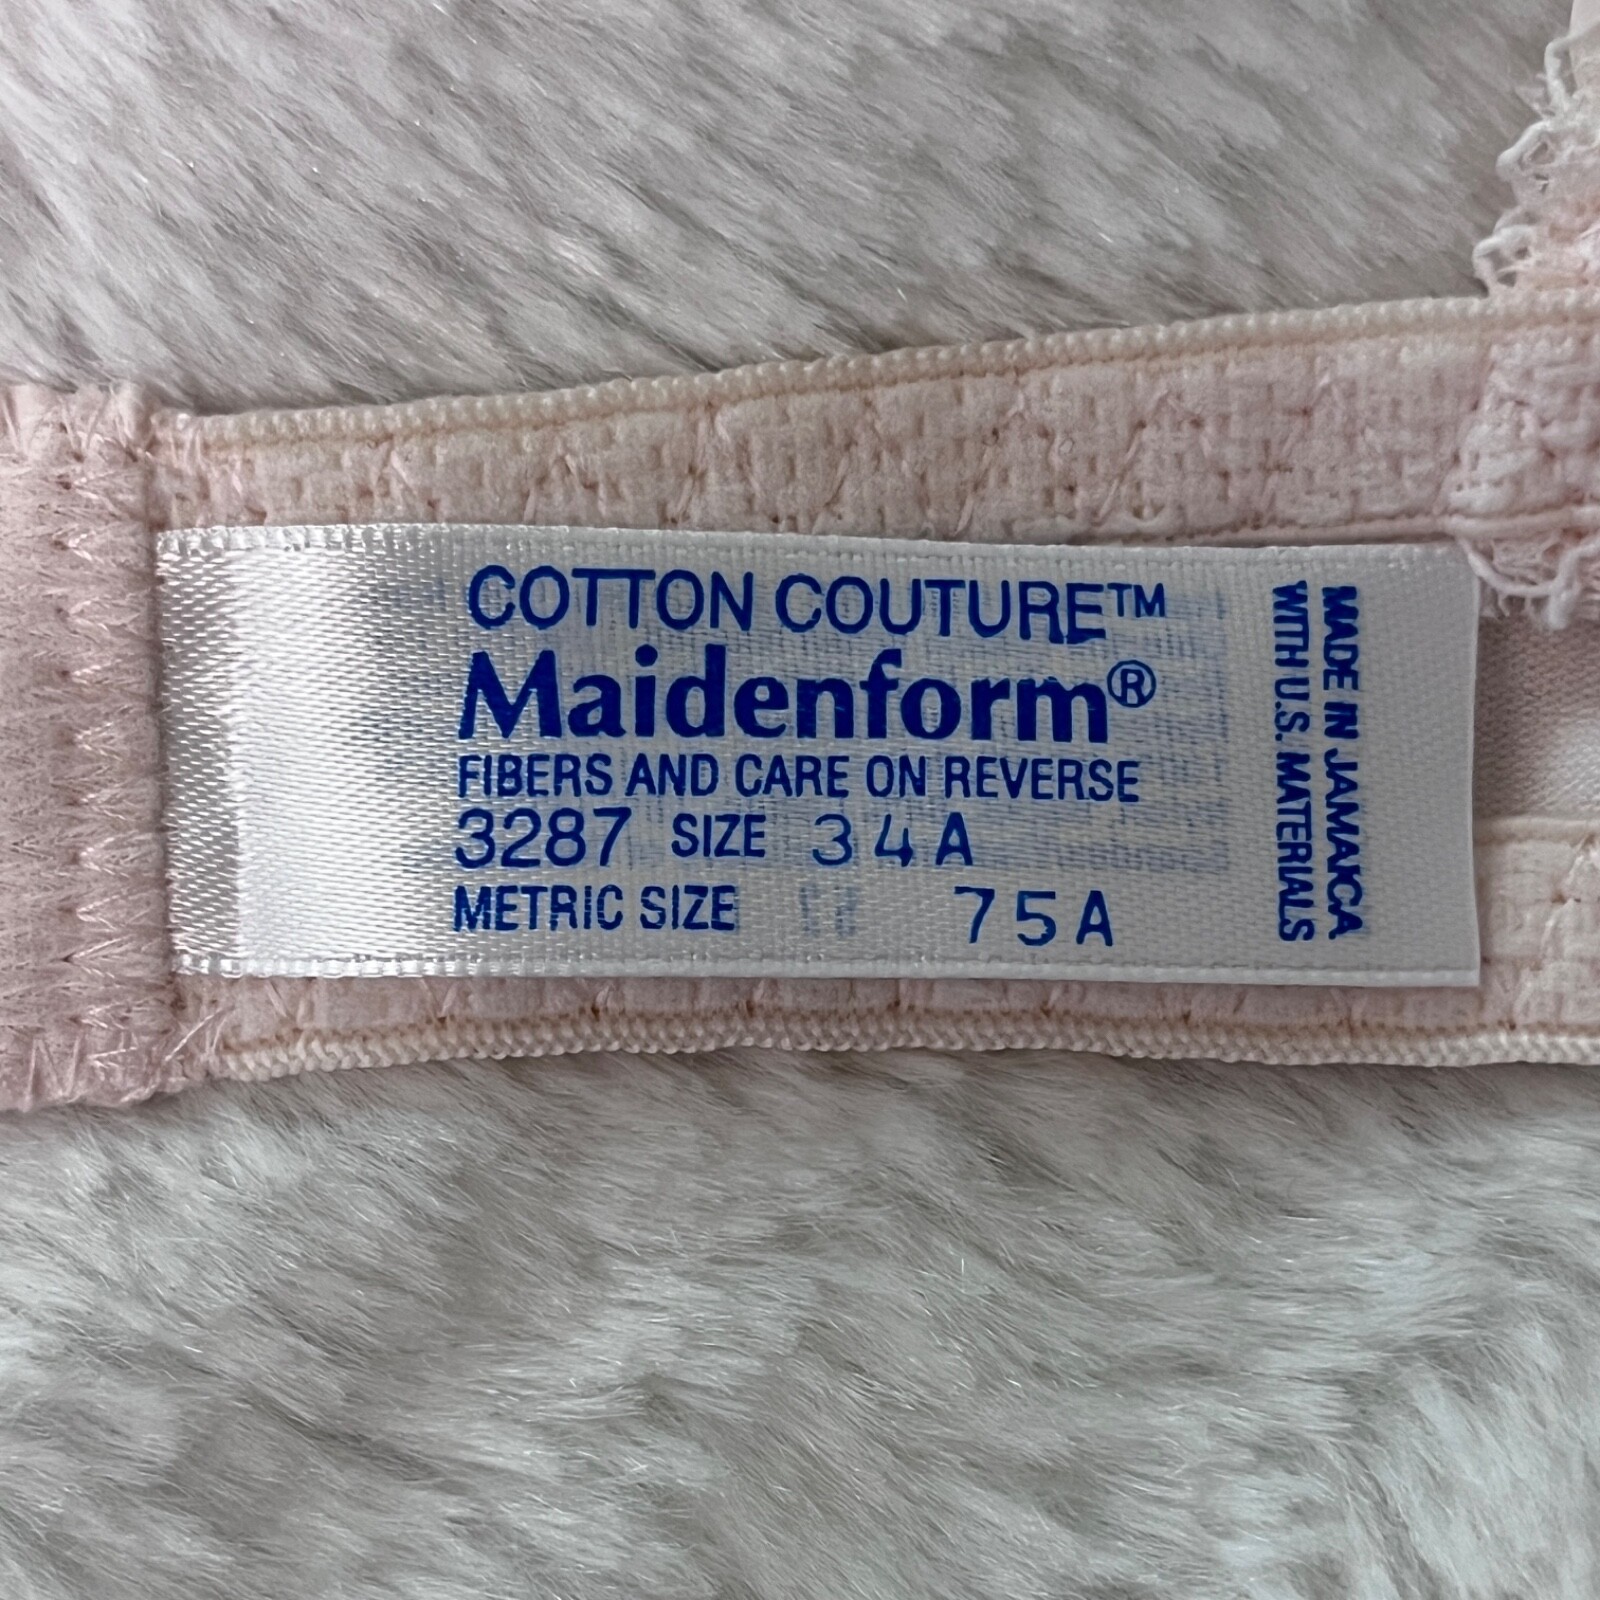 COTTON COUTURE™
Maidenform®
FIBERS AND CARE ON REVERSE
3287 SIZE 34A
METRIC SIZE 75A
MADE IN JAMAICA
WITH U.S. MATERIALS